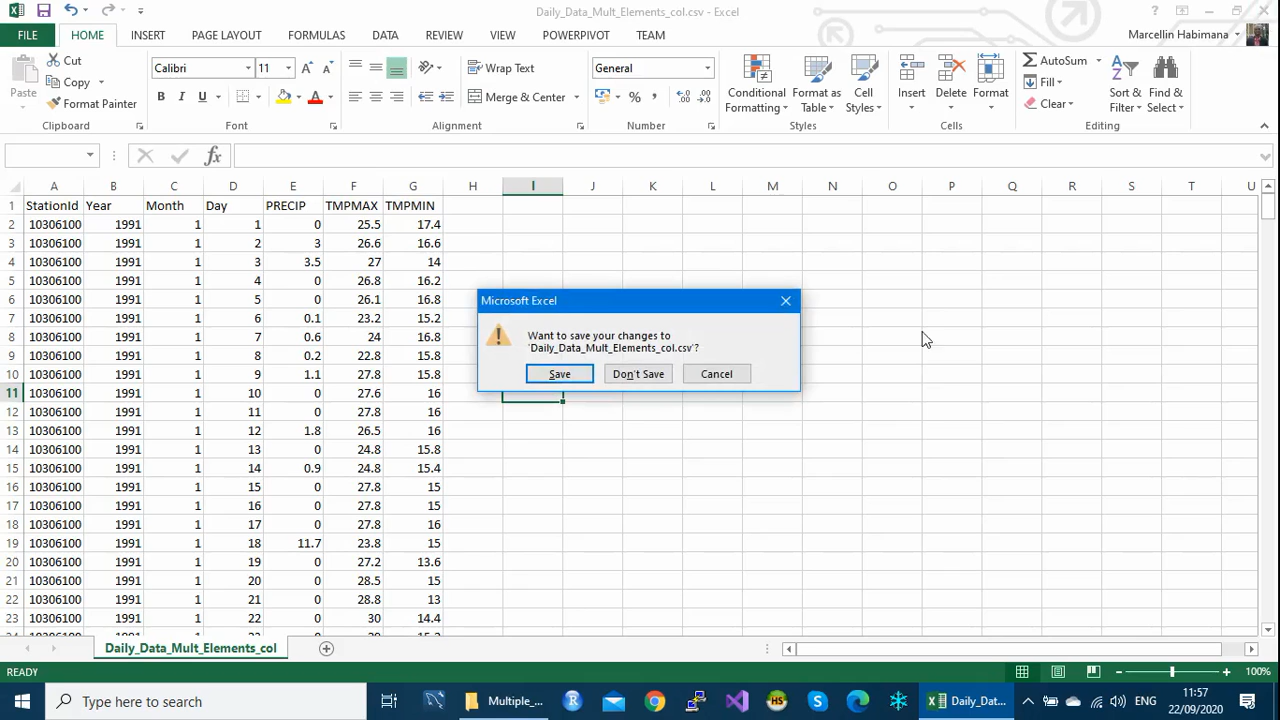 Daily_Data_Mult_Elements_col.csv - Excel
FILE HOME INSERT PAGE LAYOUT FORMULAS DATA REVIEW VIEW POWERPIVOT TEAM Marcellin Habimana
Paste
Cut
Copy
Format Painter
Clipboard
Calibri 11
B I U A
Font
Wrap Text
Merge & Center
Alignment
General
%
Number
Conditional Formatting
Format as Table
Cell Styles
Styles
Insert Delete Format
Cells
AutoSum
Fill
Clear
Sort & Filter
Find & Select
Editing
fx
A B C D E F G H I J K L M N O P Q R S T U
1 StationId Year Month Day PRECIP TMPMAX TMPMIN
2 10306100 1991 1 1 0 25.5 17.4
3 10306100 1991 1 2 3 26.6 16.6
4 10306100 1991 1 3 3.5 27 14
5 10306100 1991 1 4 0 26.8 16.2
6 10306100 1991 1 5 0 26.1 16.8
7 10306100 1991 1 6 0.1 23.2 15.2
8 10306100 1991 1 7 0.6 24 16.8
9 10306100 1991 1 8 0.2 22.8 15.8
10 10306100 1991 1 9 1.1 27.8 15.8
11 10306100 1991 1 10 0 27.6 16
12 10306100 1991 1 11 0 27.8 16
13 10306100 1991 1 12 1.8 26.5 16
14 10306100 1991 1 13 0 24.8 15.8
15 10306100 1991 1 14 0.9 24.8 15.4
16 10306100 1991 1 15 0 27.8 15
17 10306100 1991 1 16 0 27.8 15
18 10306100 1991 1 17 0 27.8 16
19 10306100 1991 1 18 11.7 23.8 15
20 10306100 1991 1 19 0 27.2 13.6
21 10306100 1991 1 20 0 28.5 15
22 10306100 1991 1 21 0 28.8 13
23 10306100 1991 1 22 0 30 14.4
Microsoft Excel
Want to save your changes to
'Daily_Data_Mult_Elements_col.csv'?
Save Don't Save Cancel
Daily_Data_Mult_Elements_col
READY 100%
Type here to search
Multiple_...
Daily_Dat...
ENG
11:57
22/09/2020